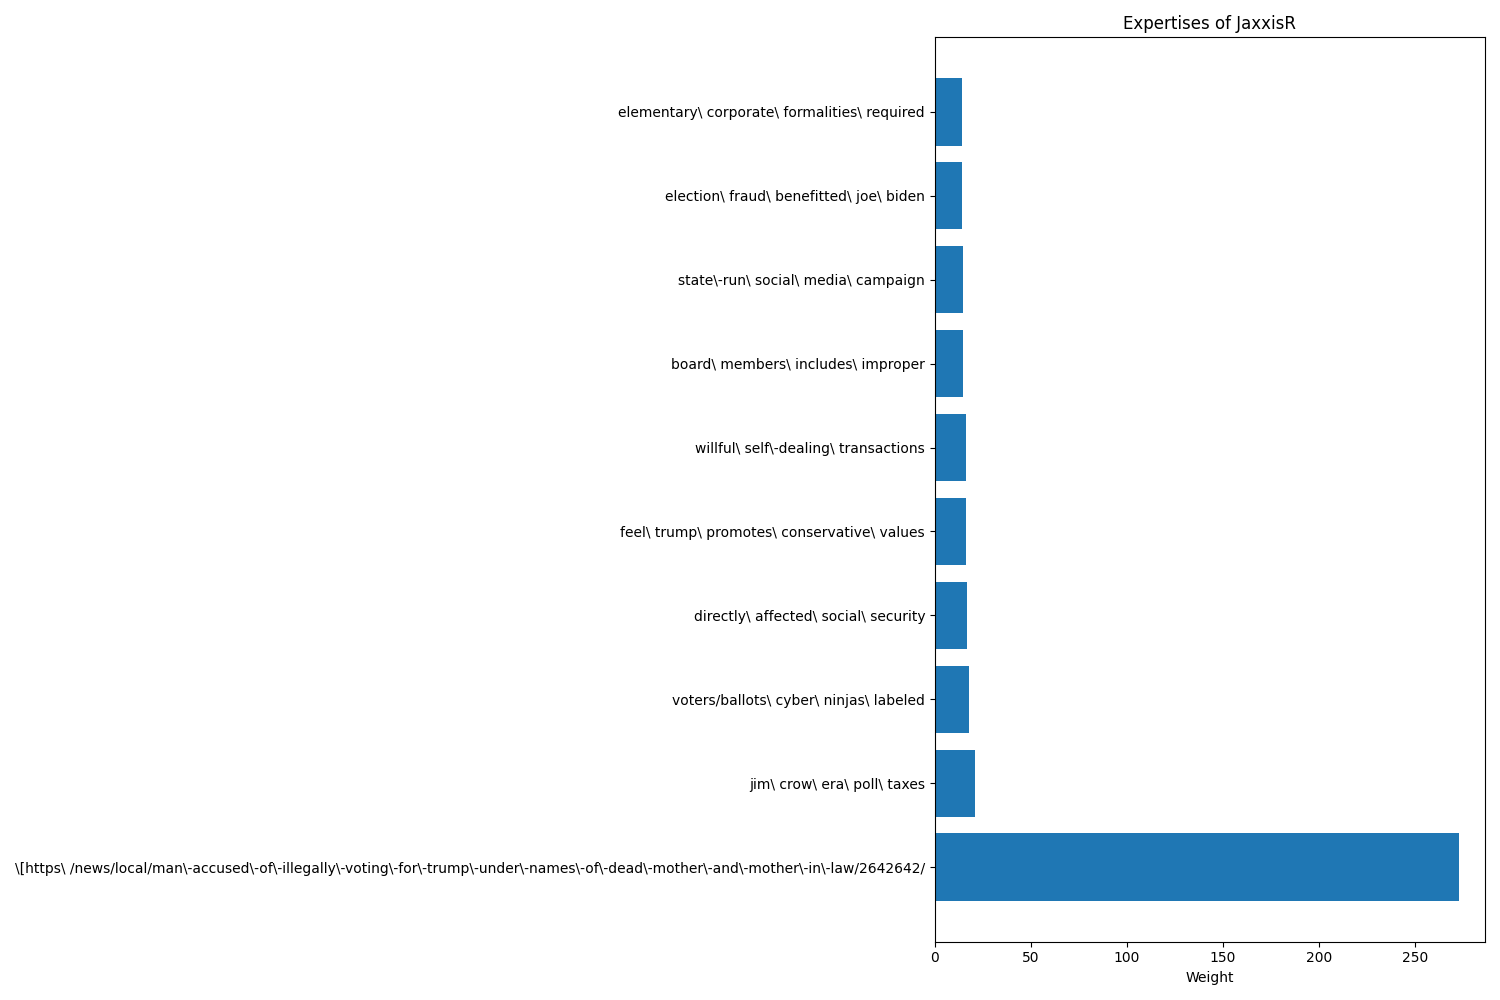 Expertises of JaxxisR
elementary\ corporate\ formalities\ required
election\ fraud\ benefitted\ joe\ biden
state\-run\ social\ media\ campaign
board\ members\ includes\ improper
willful\ self\-dealing\ transactions
feel\ trump\ promotes\ conservative\ values
directly\ affected\ social\ security
voters/ballots\ cyber\ ninjas\ labeled
jim\ crow\ era\ poll\ taxes
\[https\ /news/local/man\-accused\-of\-illegally\-voting\-for\-trump\-under\-names\-of\-dead\-mother\-and\-mother\-in\-law/2642642/
0 50 100 150 200 250
Weight